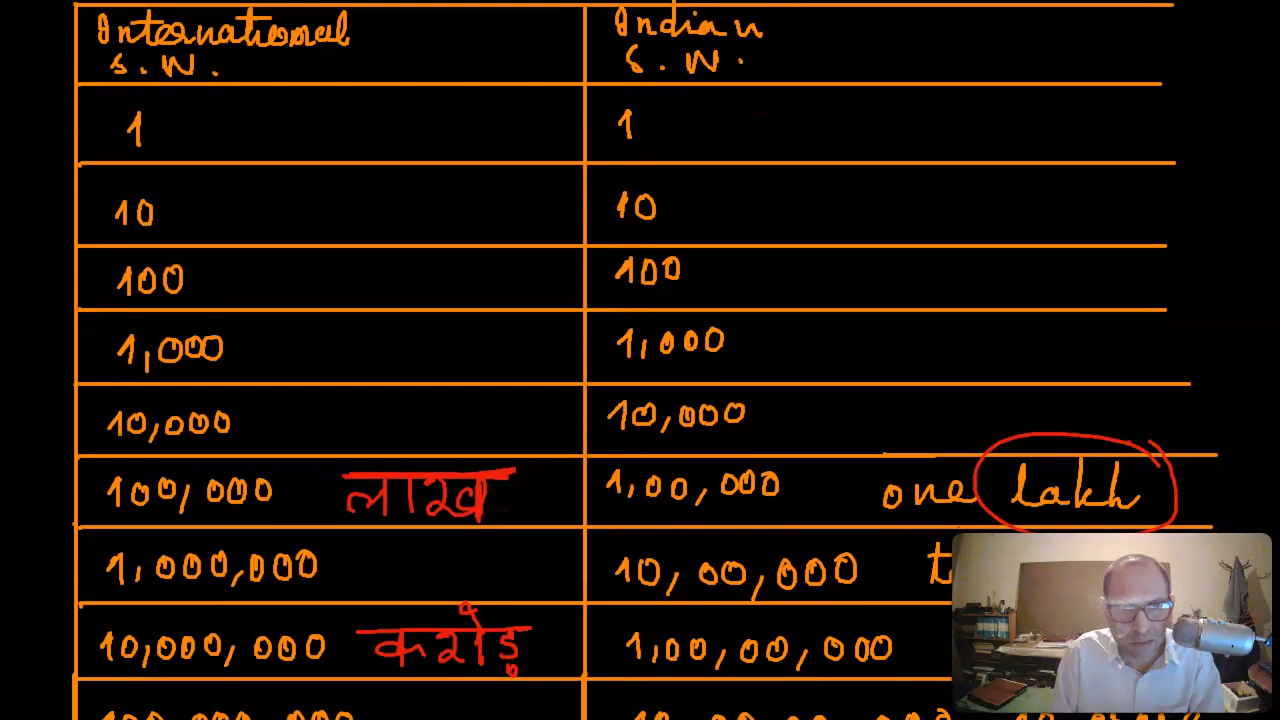 International Indian
S.N. S.N.
1 1
10 10
100 100
1,000 1,000
10,000 10,000
100,000 लाख 1,00,000 one lakh
1,000,000 10,00,000
10,000,000 करोड़ 1,00,00,000